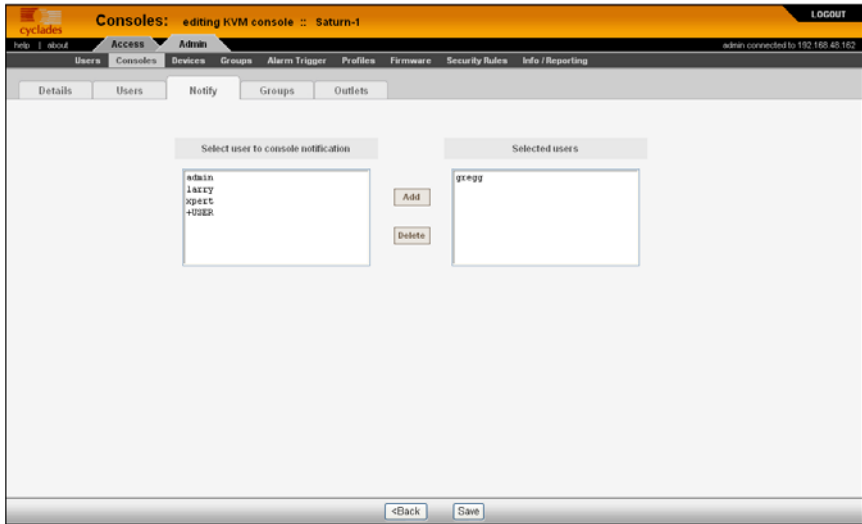 LOGOUT
Consoles: editing KVM console :: Saturn-1
cyclades
help | about Access Admin admin connected to 192.168.48.162
Users Consoles Devices Groups Alarm Trigger Profiles Firmware Security Rules Info / Reporting
Details Users Notify Groups Outlets
Select user to console notification Selected users
admin gregg
larry
xpert
+USER
Add
Delete
<Back Save